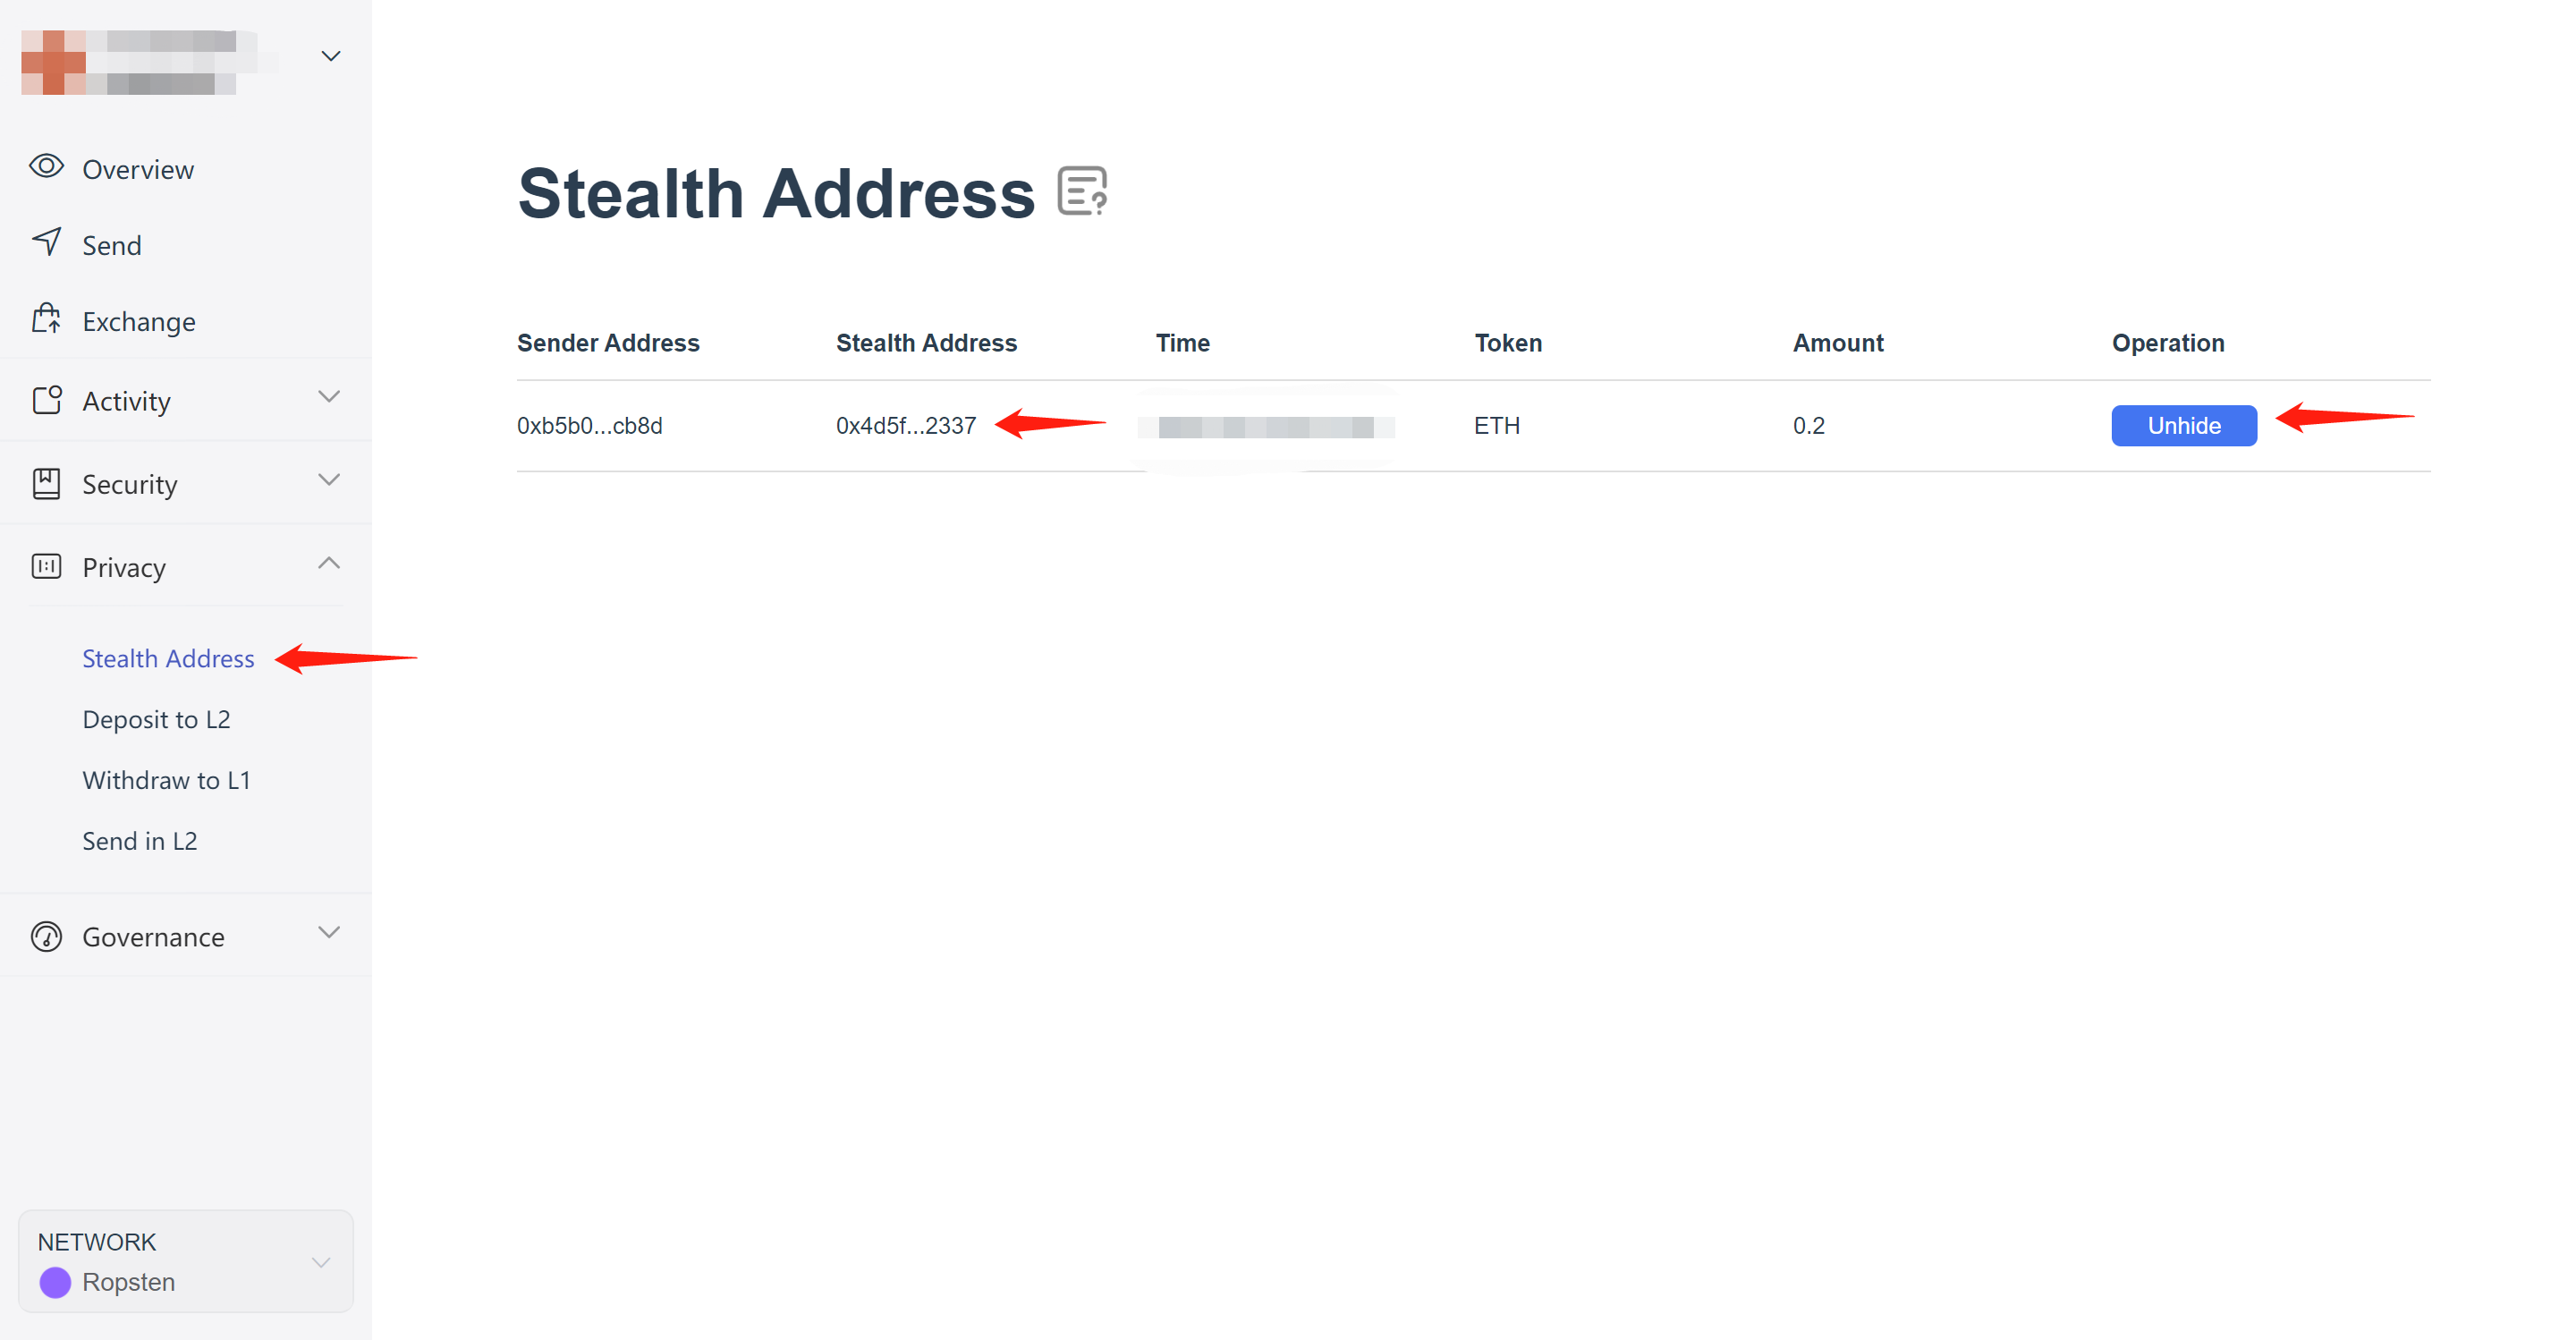 Overview
Send
Exchange
Activity
Security
Privacy
Stealth Address
Deposit to L2
Withdraw to L1
Send in L2
Governance
NETWORK
Ropsten
Stealth Address
Sender Address Stealth Address Time Token Amount Operation
0xb5b0...cb8d 0x4d5f...2337 ETH 0.2 Unhide